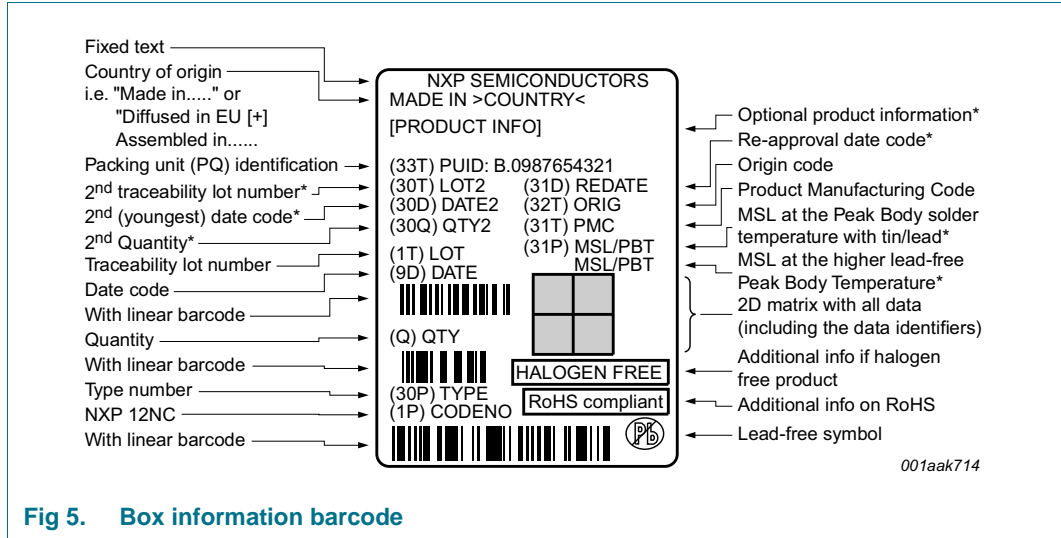 Fixed text
Country of origin
i.e. "Made in....." or
"Diffused in EU [+]
Assembled in......
Packing unit (PQ) identification
2nd traceability lot number*
2nd (youngest) date code*
2nd Quantity*
Traceability lot number
Date code
With linear barcode
Quantity
With linear barcode
Type number
NXP 12NC
With linear barcode
NXP SEMICONDUCTORS
MADE IN >COUNTRY<
[PRODUCT INFO]
(33T) PUID: B.0987654321
(30T) LOT2 (31D) REDATE
(30D) DATE2 (32T) ORIG
(30Q) QTY2 (31T) PMC
(31P) MSL/PBT
(1T) LOT MSL/PBT
(9D) DATE
(Q) QTY
HALOGEN FREE
(30P) TYPE
RoHS compliant
(1P) CODENO
Pb
Optional product information*
Re-approval date code*
Origin code
Product Manufacturing Code
MSL at the Peak Body solder
temperature with tin/lead*
MSL at the higher lead-free
Peak Body Temperature*
2D matrix with all data
(including the data identifiers)
Additional info if halogen
free product
Additional info on RoHS
Lead-free symbol
001aak714
Fig 5. Box information barcode